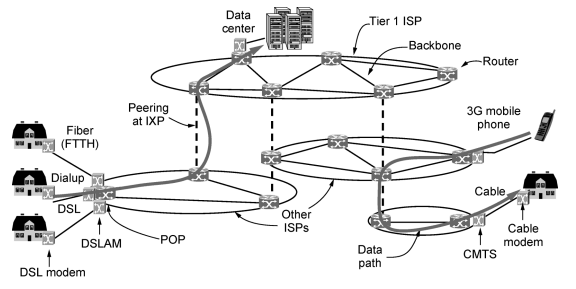 Data
center
Tier 1 ISP
Backbone
Router
Peering
at IXP
3G mobile
phone
Fiber
(FTTH)
Dialup
DSL
Cable
Other
ISPs
POP
DSLAM
DSL modem
Data
path
CMTS
Cable
modem